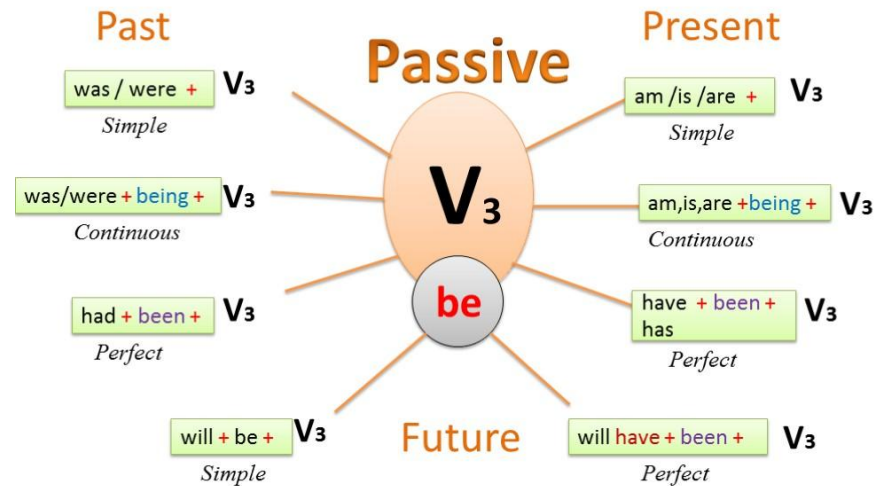 Past
Passive
Present
was / were + V3
Simple
am /is /are + V3
Simple
V3
was/were + being + V3
Continuous
am,is,are +being + V3
Continuous
be
had + been + V3
Perfect
have + been + V3
has
Perfect
will + be + V3
Simple
Future
will have + been + V3
Perfect